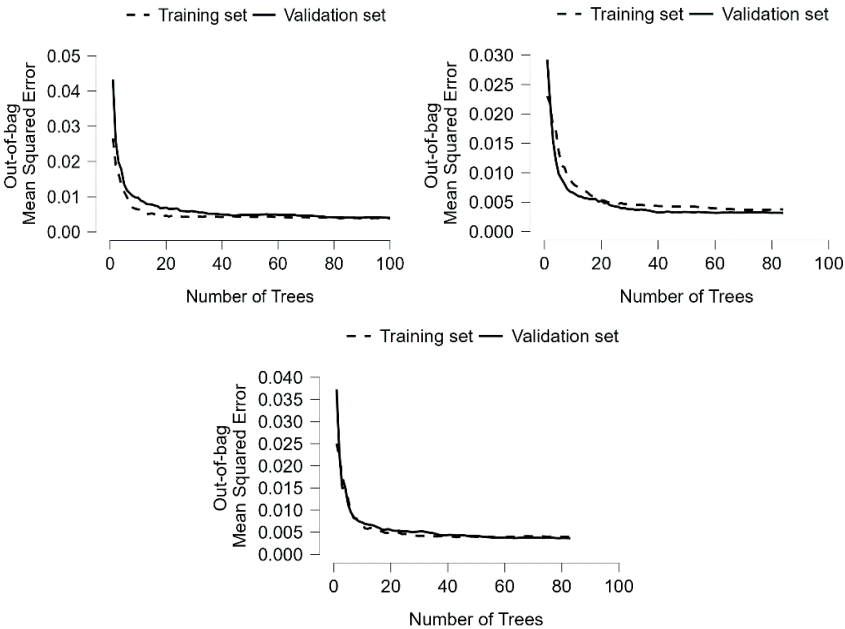 Training set Validation set
Out-of-bag
Mean Squared Error
0.05
0.04
0.03
0.02
0.01
0.00
0 20 40 60 80 100
Number of Trees
Training set Validation set
Out-of-bag
Mean Squared Error
0.030
0.025
0.020
0.015
0.010
0.005
0.000
0 20 40 60 80 100
Number of Trees
Training set Validation set
Out-of-bag
Mean Squared Error
0.040
0.035
0.030
0.025
0.020
0.015
0.010
0.005
0.000
0 20 40 60 80 100
Number of Trees